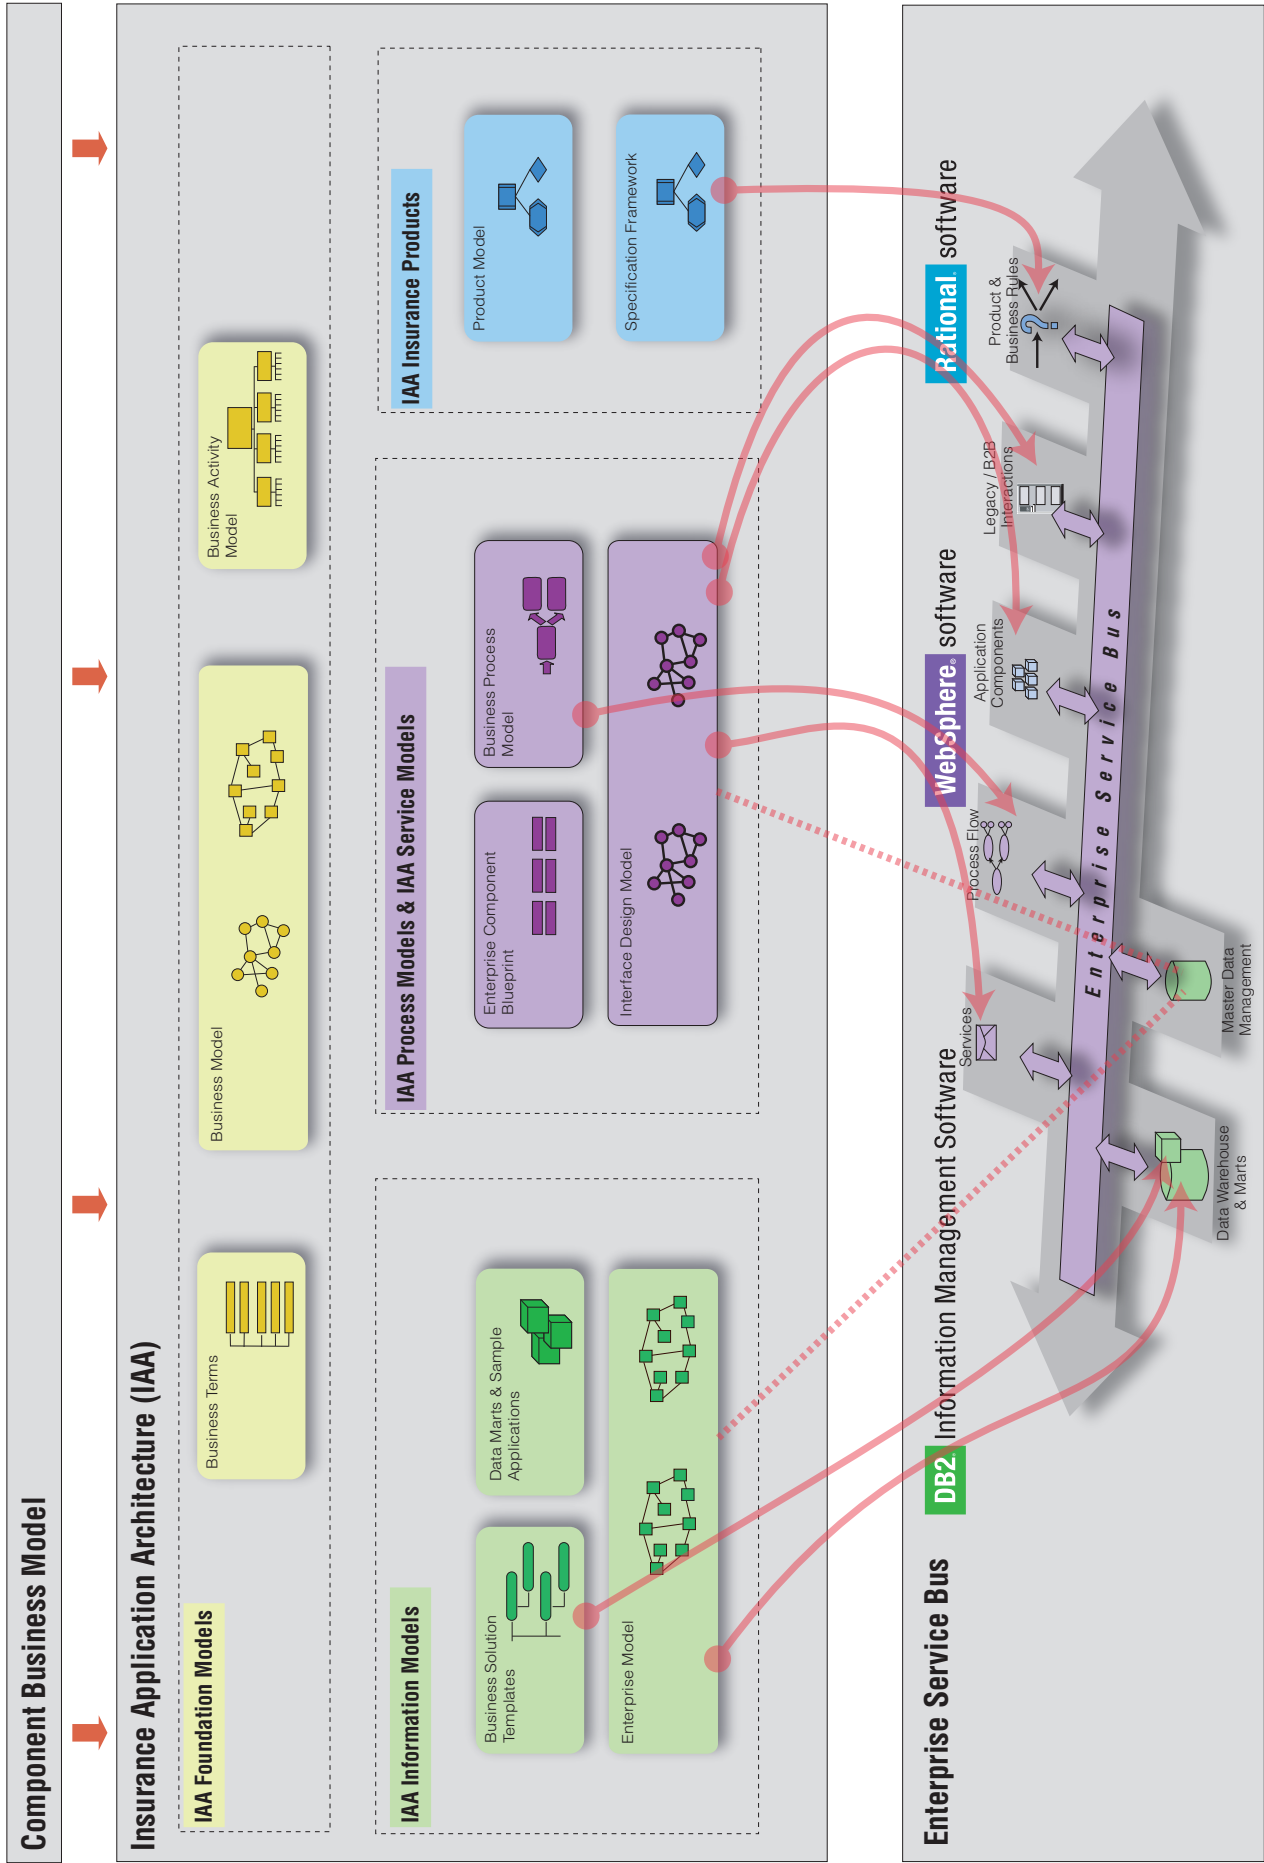 Component Business Model
Insurance Application Architecture (IAA)
IAA Foundation Models
Business Terms
Business Model
Business Activity
Model
IAA Information Models
Business Solution
Templates
Data Marts & Sample
Applications
Enterprise Model
IAA Process Models & IAA Service Models
Enterprise Component
Blueprint
Business Process
Model
Interface Design Model
IAA Insurance Products
Product Model
Specification Framework
Enterprise Service Bus
DB2. Information Management Software
WebSphere® software
Rational. software
Services
Process Flow
Application
Components
Legacy / B2B
Interactions
Product &
Business Rules
?
Enterprise Service Bus
Data Warehouse
& Marts
Master Data
Management